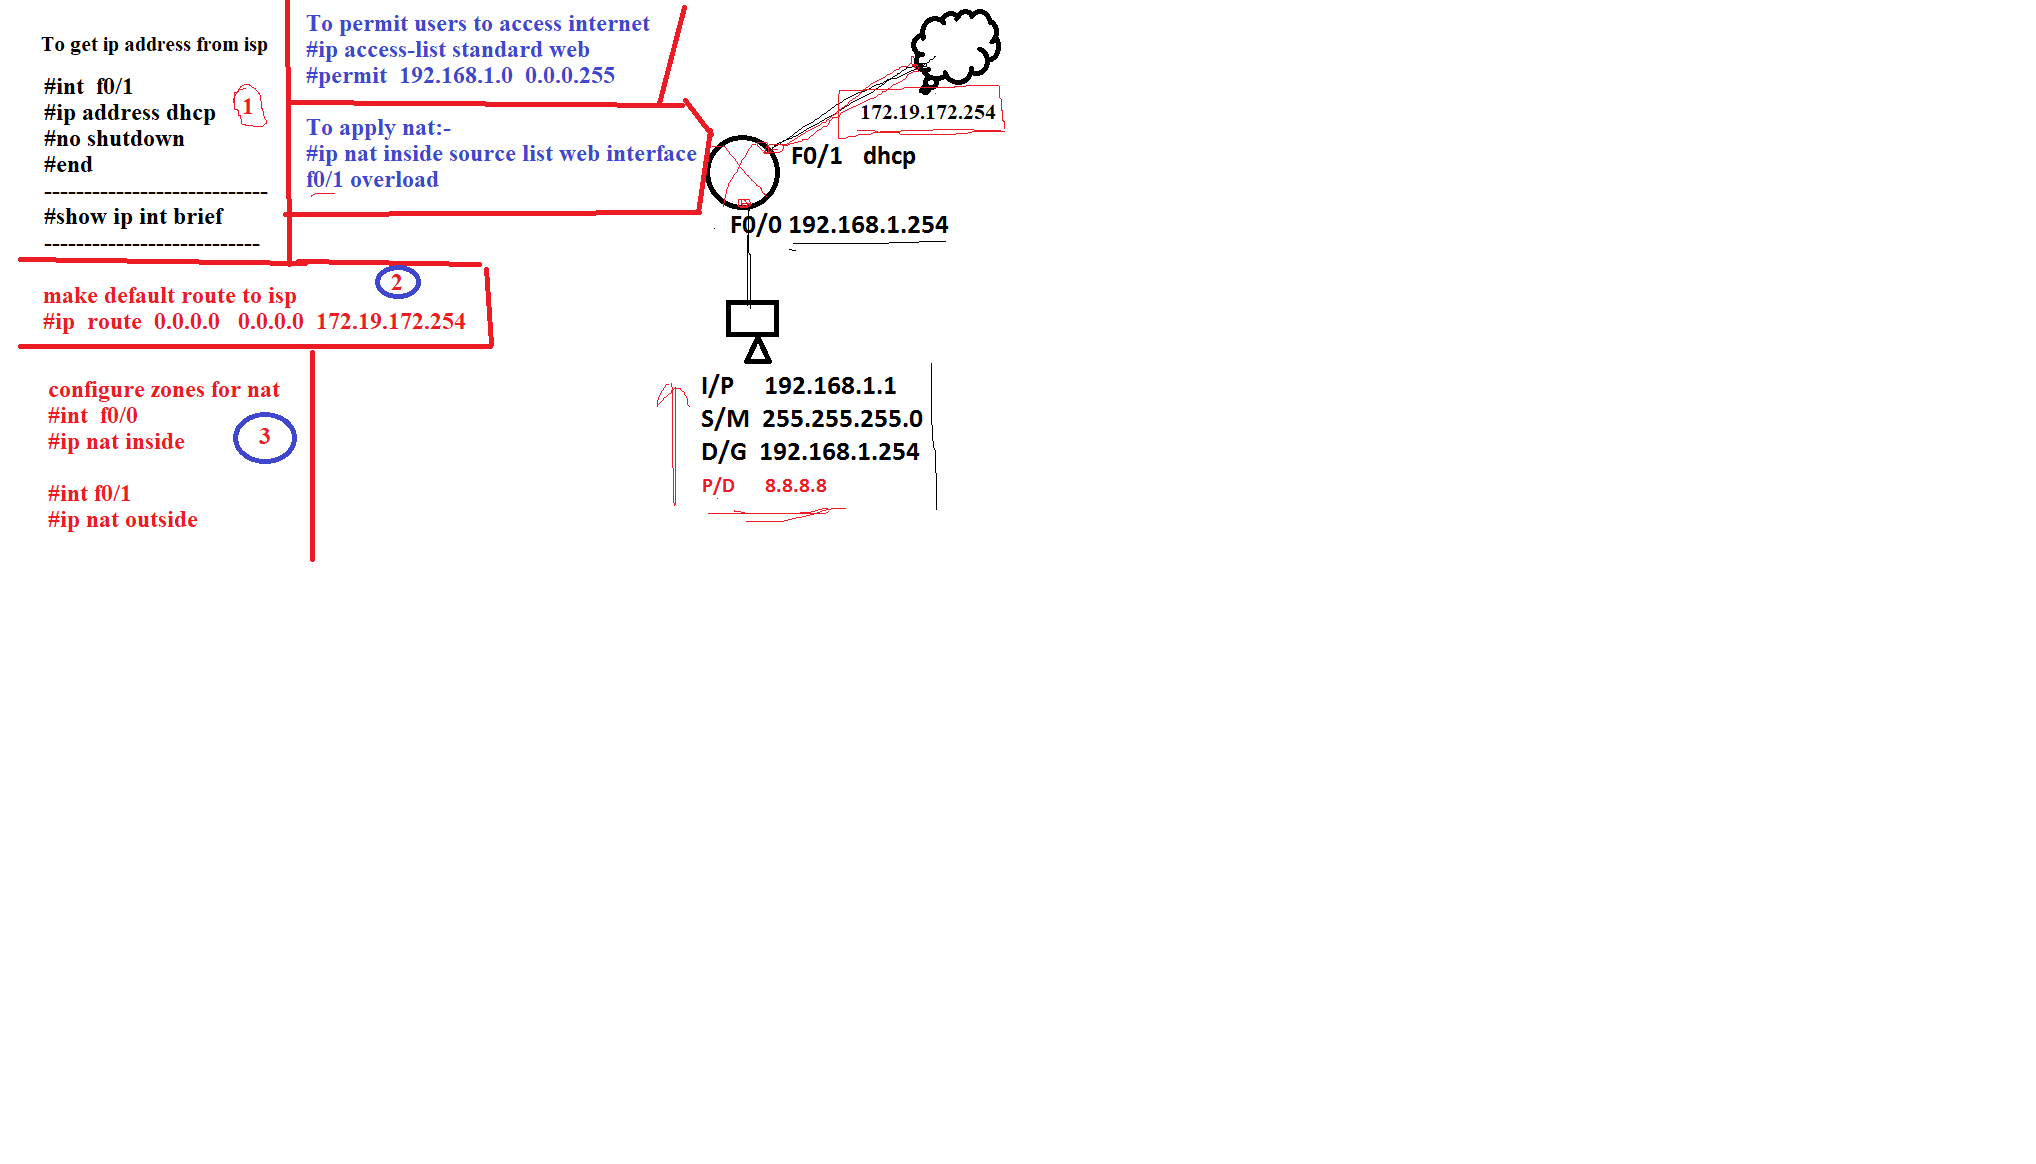 To get ip address from isp
#int  f0/1
#ip address dhcp
1
#no shutdown
#end
----------------------------
#show ip int brief
---------------------------
To permit users to access internet
#ip access-list standard web
#permit  192.168.1.0  0.0.0.255
To apply nat:-
#ip nat inside source list web interface
f0/1 overload
2
make default route to isp
#ip  route  0.0.0.0   0.0.0.0  172.19.172.254
configure zones for nat
#int  f0/0
#ip nat inside
3
#int f0/1
#ip nat outside
172.19.172.254
F0/1   dhcp
F0/0 192.168.1.254
I/P    192.168.1.1
S/M  255.255.255.0
D/G  192.168.1.254
P/D    8.8.8.8